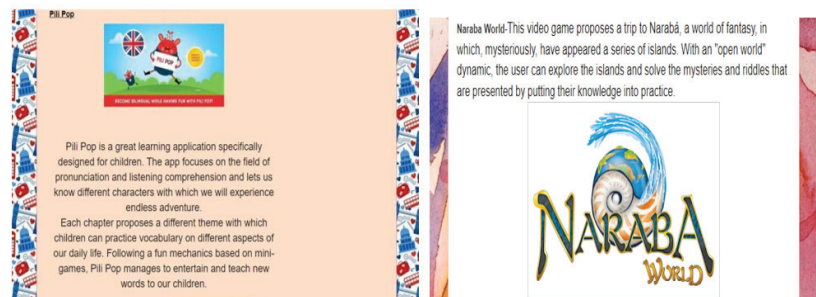 Pili Pop
PILI POP
BECOME BILINGUAL WHILE HAVING FUN WITH PILI POP!
Pili Pop is a great learning application specifically
designed for children. The app focuses on the field of
pronunciation and listening comprehension and lets us
know different characters with which we will experience
endless adventure.
Each chapter proposes a different theme with which
children can practice vocabulary on different aspects of
our daily life. Following a fun mechanics based on mini-
games, Pili Pop manages to entertain and teach new
words to our children.
Naraba World-This video game proposes a trip to Narabá, a world of fantasy, in
which, mysteriously, have appeared a series of islands. With an "open world"
dynamic, the user can explore the islands and solve the mysteries and riddles that
are presented by putting their knowledge into practice.
NARABA
WORLD